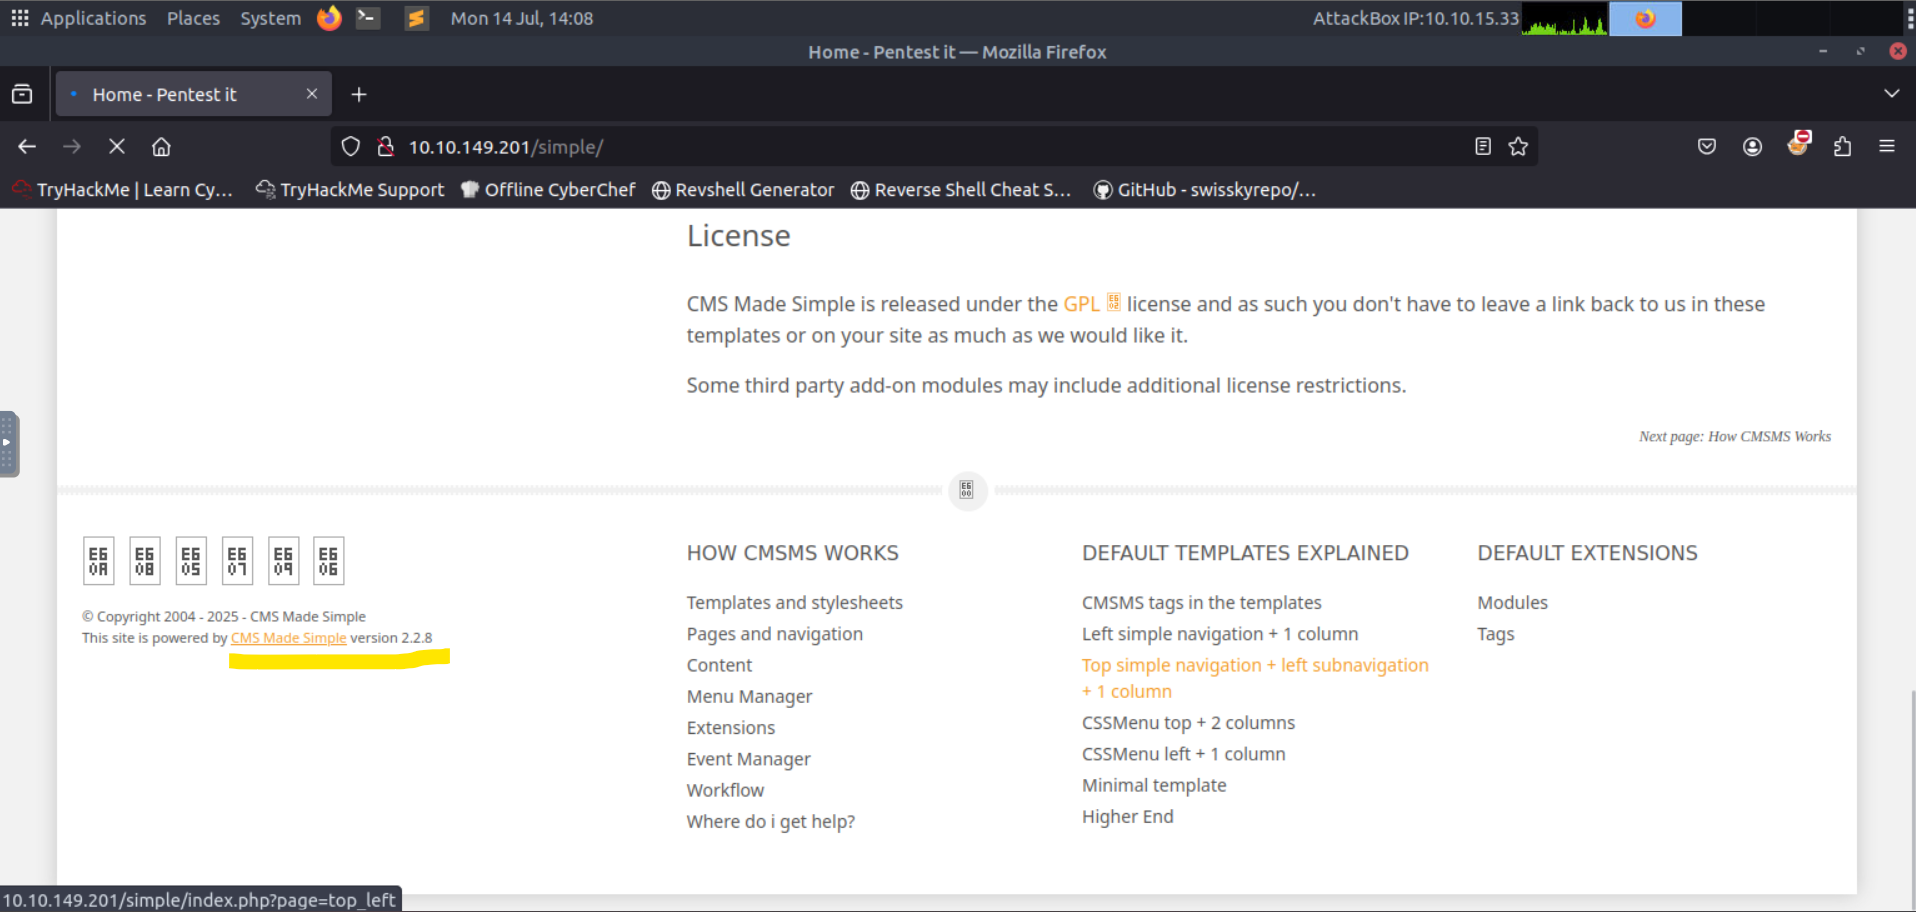 Applications Places System Mon 14 Jul, 14:08 AttackBox IP:10.10.15.33
Home - Pentest it — Mozilla Firefox
Home - Pentest it
10.10.149.201/simple/
TryHackMe | Learn Cy... TryHackMe Support Offline CyberChef Revshell Generator Reverse Shell Cheat S... GitHub - swisskyrepo/...
License
CMS Made Simple is released under the GPL E602 license and as such you don't have to leave a link back to us in these
templates or on your site as much as we would like it.
Some third party add-on modules may include additional license restrictions.
Next page: How CMSMS Works
E600
E60A E608 E605 E607 E609 E606
© Copyright 2004 - 2025 - CMS Made Simple
This site is powered by CMS Made Simple version 2.2.8
HOW CMSMS WORKS
Templates and stylesheets
Pages and navigation
Content
Menu Manager
Extensions
Event Manager
Workflow
Where do i get help?
DEFAULT TEMPLATES EXPLAINED
CMSMS tags in the templates
Left simple navigation + 1 column
Top simple navigation + left subnavigation
+ 1 column
CSSMenu top + 2 columns
CSSMenu left + 1 column
Minimal template
Higher End
DEFAULT EXTENSIONS
Modules
Tags
10.10.149.201/simple/index.php?page=top_left